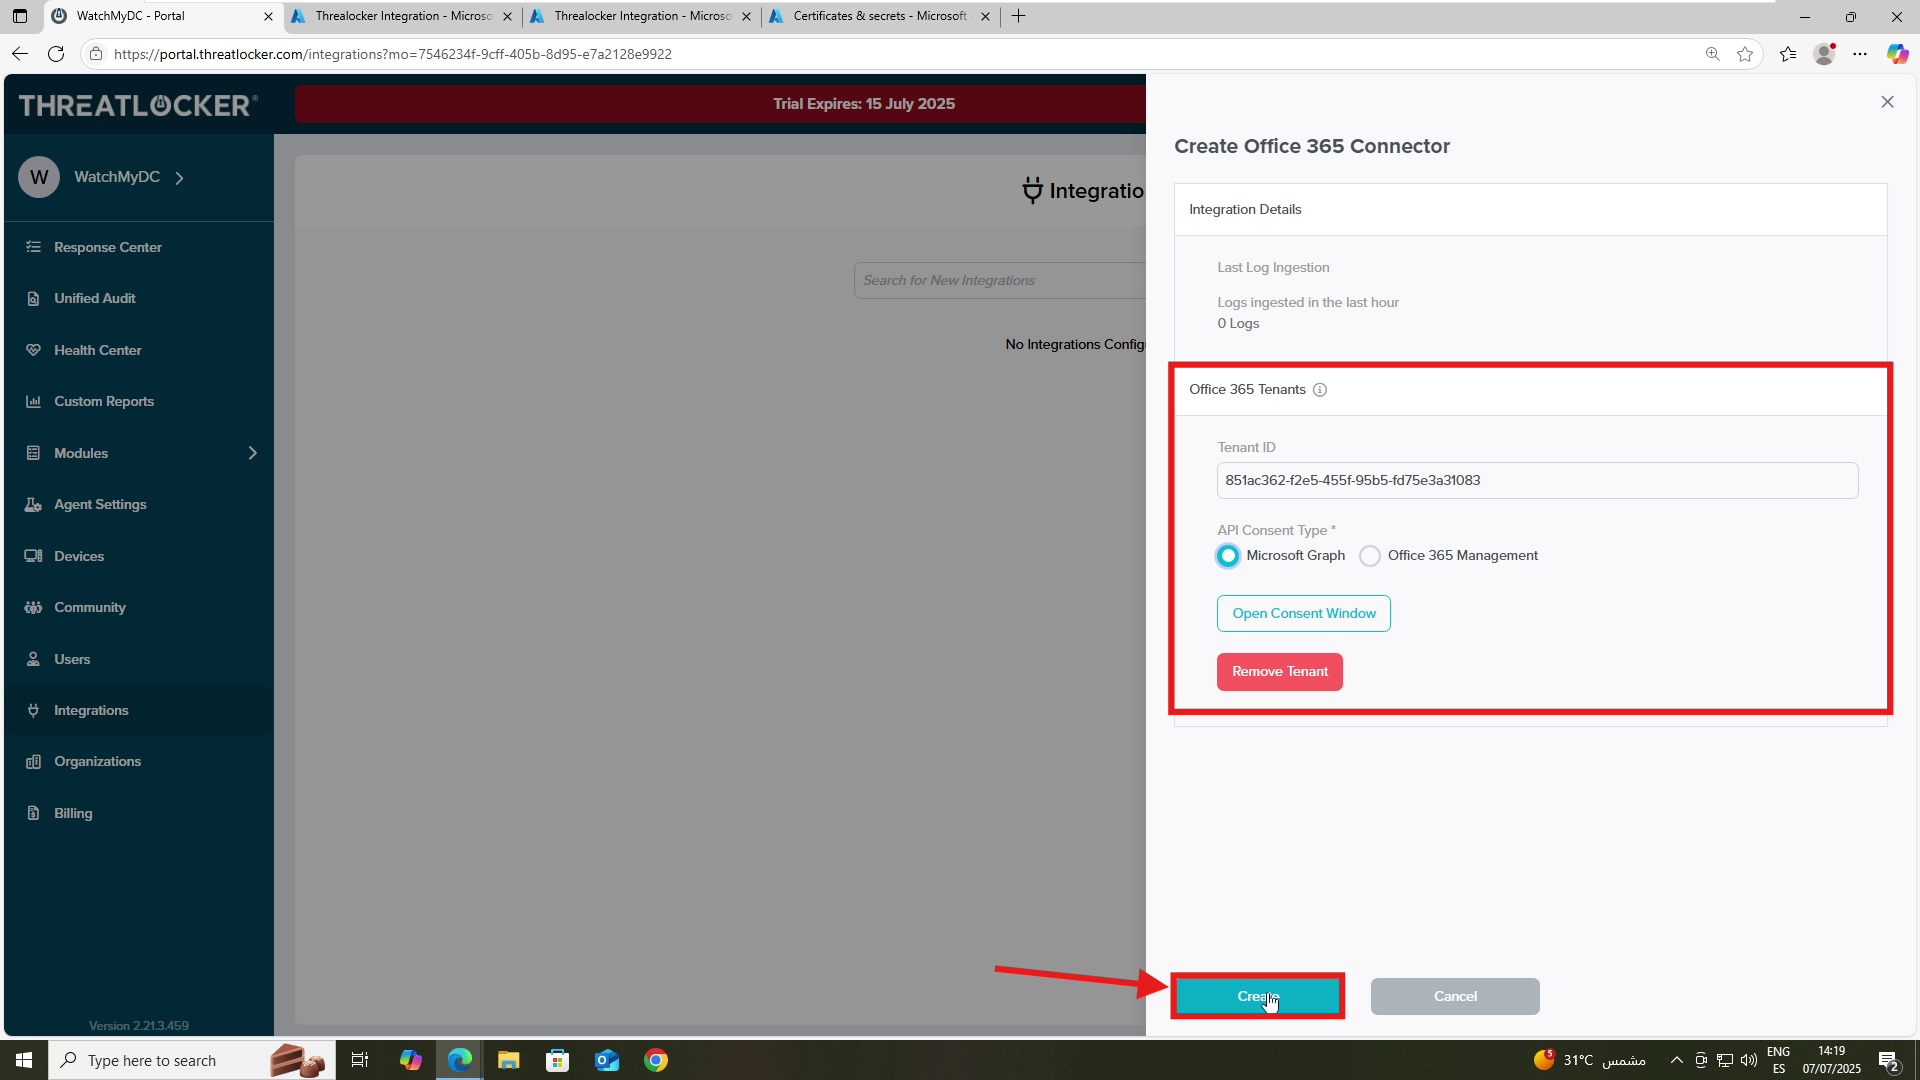 WatchMyDC - Portal
Threalocker Integration - Microso
Threalocker Integration - Microso
Certificates & secrets - Microsoft
https://portal.threatlocker.com/integrations?mo=7546234f-9cff-405b-8d95-e7a2128e9922
THREATLOCKER
Trial Expires: 15 July 2025
W
WatchMyDC
Response Center
Unified Audit
Health Center
Custom Reports
Modules
Agent Settings
Devices
Community
Users
Integrations
Organizations
Billing
Version 2.21.3.459
Integratio
Search for New Integrations
No Integrations Config
Create Office 365 Connector
Integration Details
Last Log Ingestion
Logs ingested in the last hour
0 Logs
Office 365 Tenants
Tenant ID
851ac362-f2e5-455f-95b5-fd75e3a31083
API Consent Type *
Microsoft Graph
Office 365 Management
Open Consent Window
Remove Tenant
Create
Cancel
Type here to search
5
31°C مشمس
ENG
ES
14:19
07/07/2025
2